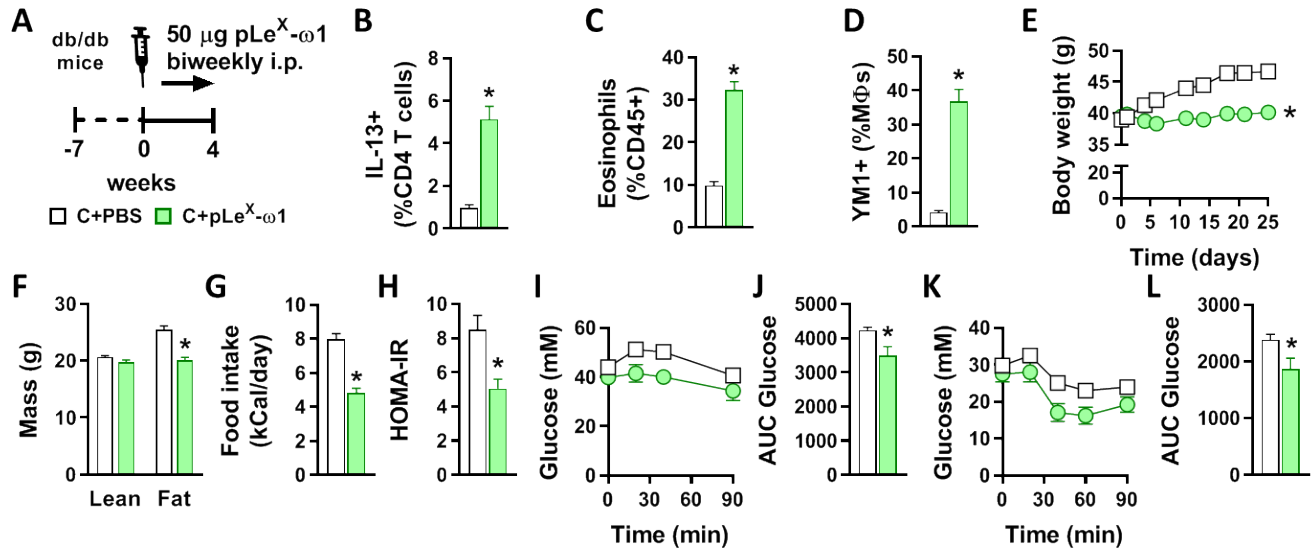 A
db/db
mice
50 μg pLeX-ω1
biweekly i.p.
-7 0 4
weeks
C+PBS C+pLeX-ω1
B
IL-13+
(%CD4 T cells)
8
6
4
2
0
*
C
Eosinophils
(%CD45+)
40
30
20
10
0
*
D
YM1+ (%MΦs)
50
40
30
20
10
0
*
E
Body weight (g)
50
45
40
35
20
0
*
0 5 10 15 20 25
Time (days)
F
Mass (g)
30
20
10
0
*
Lean Fat
G
Food intake
(kCal/day)
10
8
6
4
2
0
*
H
HOMA-IR
10
8
6
4
2
0
*
I
Glucose (mM)
60
40
20
0
0 30 60 90
Time (min)
J
AUC Glucose
5000
4000
3000
2000
1000
0
*
K
Glucose (mM)
40
30
20
10
0
0 30 60 90
Time (min)
L
AUC Glucose
3000
2000
1000
0
*